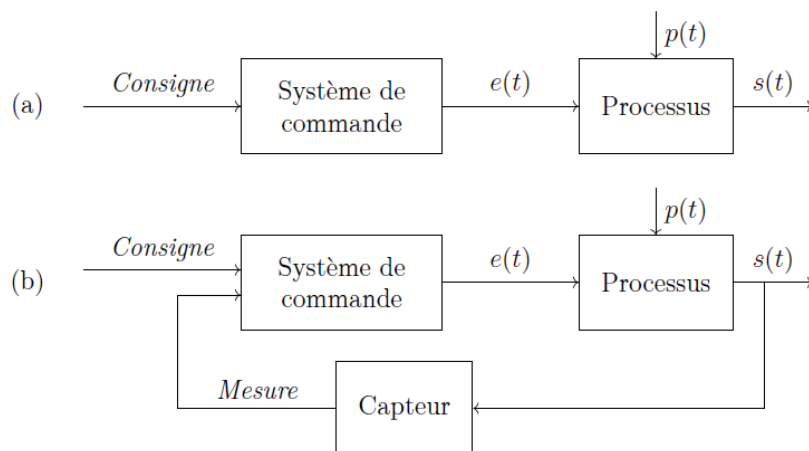 p(t)
Consigne
e(t)
s(t)
(a)
Système de
commande
Processus
p(t)
Consigne
e(t)
s(t)
(b)
Système de
commande
Processus
Mesure
Capteur